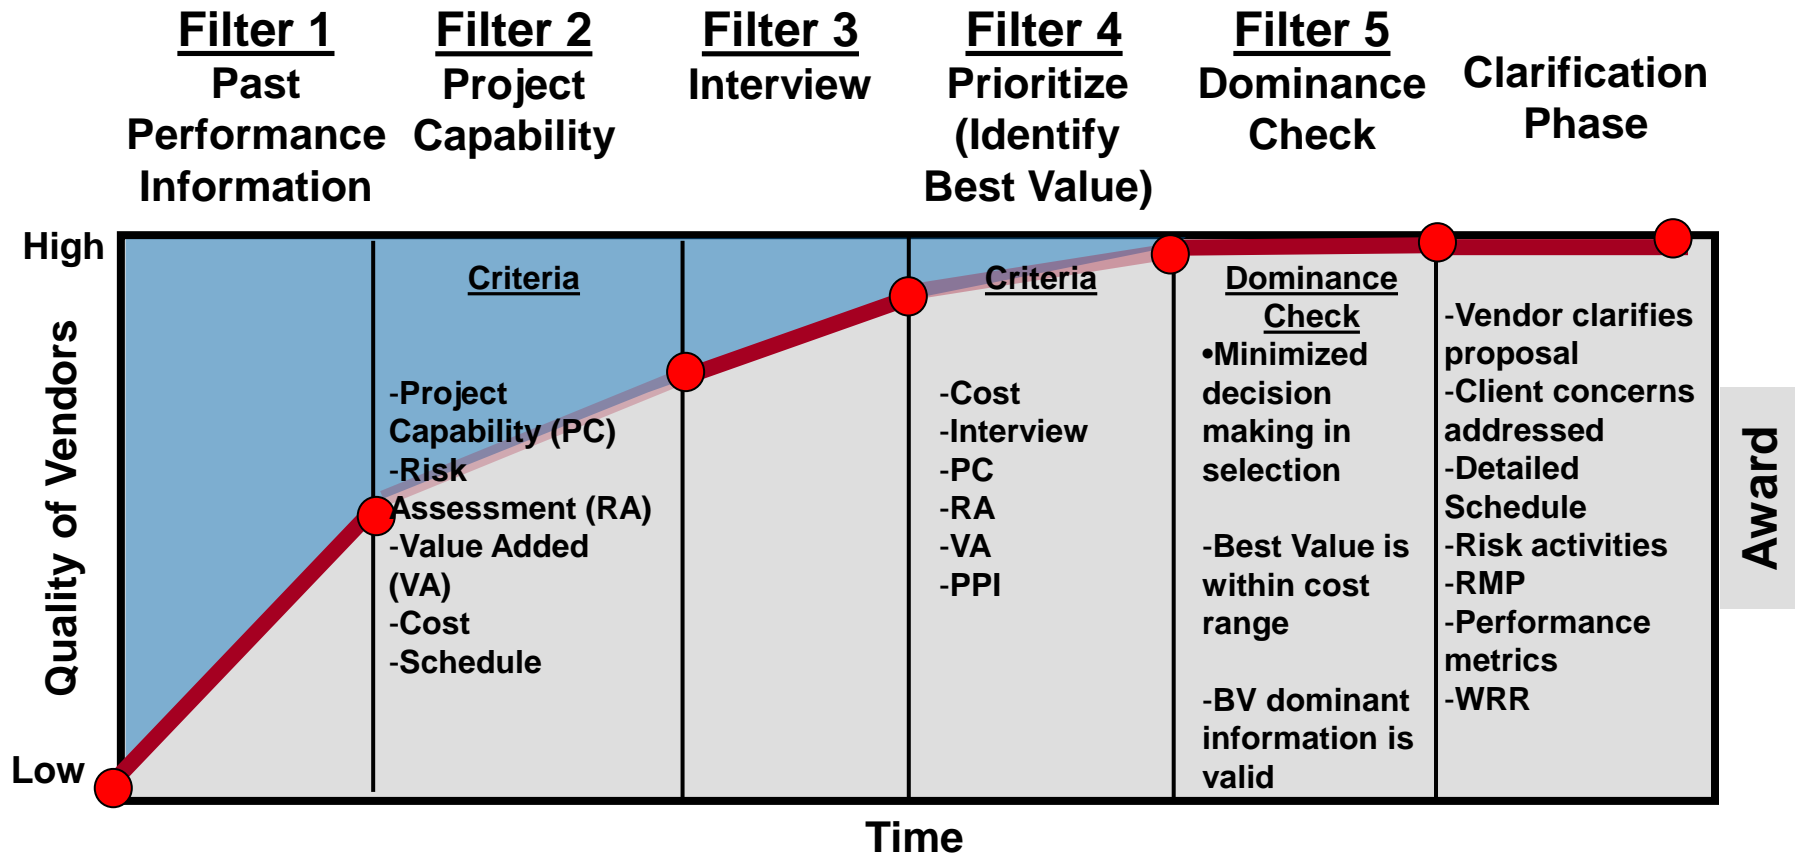 Filter 1
Past
Performance
Information
Filter 2
Project
Capability
Filter 3
Interview
Filter 4
Prioritize
(Identify
Best Value)
Filter 5
Dominance
Check
Clarification
Phase
High
Quality of Vendors
Low
Criteria
-Project
Capability (PC)
-Risk
Assessment (RA)
-Value Added
(VA)
-Cost
-Schedule
Criteria
-Cost
-Interview
-PC
-RA
-VA
-PPI
Dominance
Check
•Minimized
decision
making in
selection
-Best Value is
within cost
range
-BV dominant
information is
valid
-Vendor clarifies
proposal
-Client concerns
addressed
-Detailed
Schedule
-Risk activities
-RMP
-Performance
metrics
-WRR
Award
Time